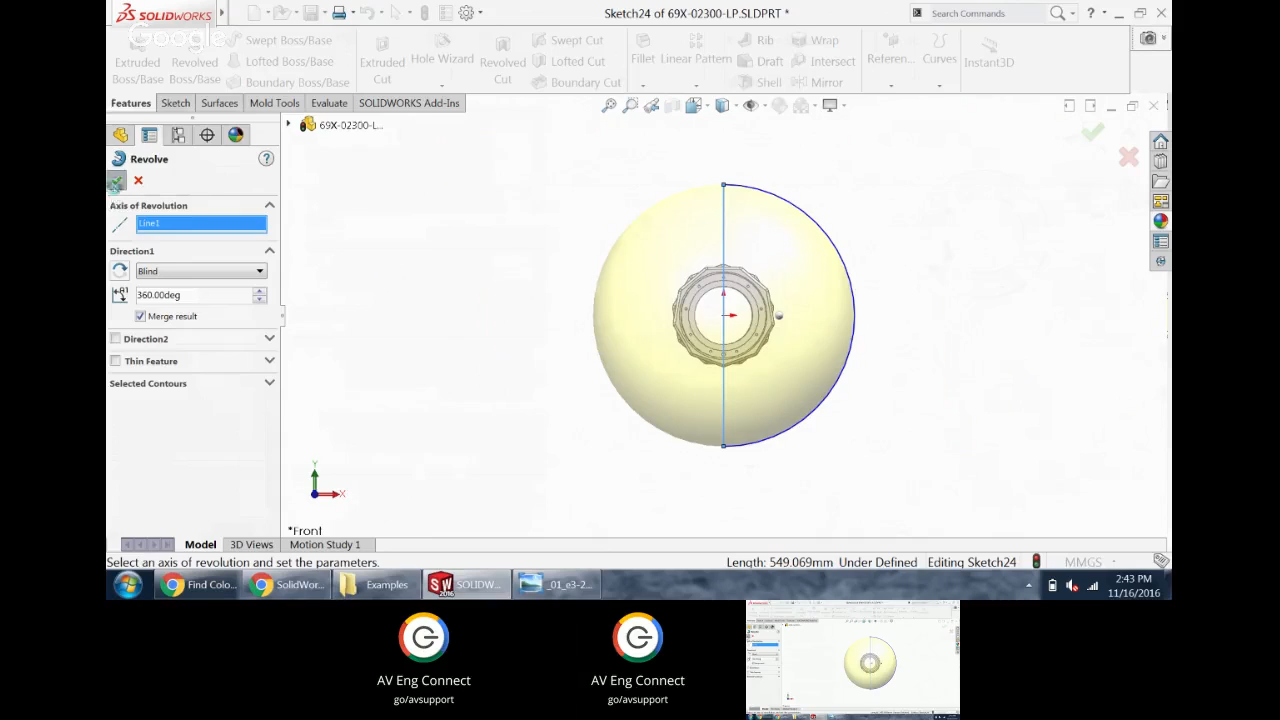 SOLIDWORKS
Google
Sketch24 of 69X-02300-LP.SLDPRT *
Search Commands
Extruded Boss/Base
Revolved Boss/Base
Swept Boss/Base
Lofted Boss/Base
Boundary Boss/Base
Extruded Cut
Hole Wizard
Revolved Cut
Swept Cut
Lofted Cut
Boundary Cut
Fillet
Linear Pattern
Rib
Draft
Shell
Wrap
Intersect
Mirror
Referen...
Curves
Instant3D
Features
Sketch
Surfaces
Mold Tools
Evaluate
SOLIDWORKS Add-Ins
69X-02300-L...
Revolve
Axis of Revolution
Line1
Direction1
Blind
360.00deg
Merge result
Direction2
Thin Feature
Selected Contours
Y
X
*Front
Model
3D Views
Motion Study 1
Select an axis of revolution and set the parameters.
Length: 549.069mm
Under Defined
Editing Sketch24
MMGS
Find Colo...
SolidWor...
Examples
SW 2016
SOLIDW...
_01_e3-2...
2:43 PM
11/16/2016
AV Eng Connect
go/avsupport
AV Eng Connect
go/avsupport